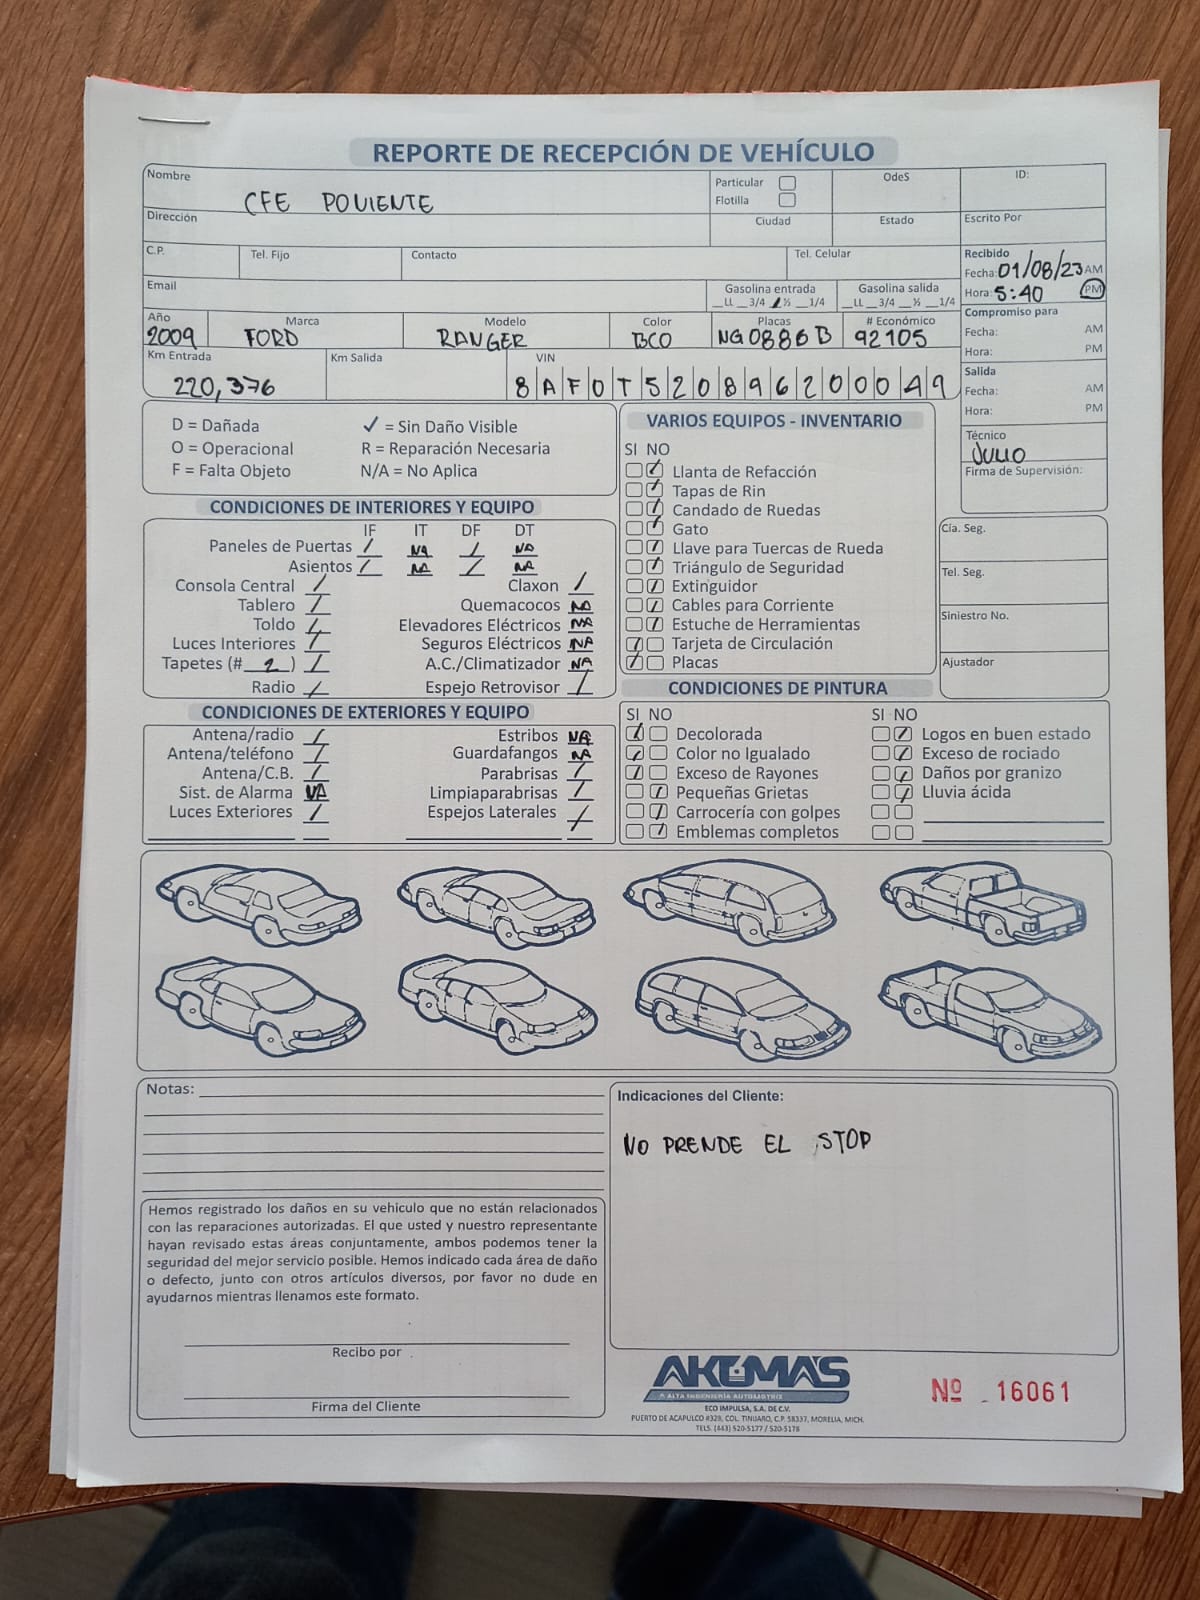 REPORTE DE RECEPCIÓN DE VEHÍCULO
Nombre CFE PONIENTE
Particular
Flotilla
OdeS
ID:
Dirección
Ciudad
Estado
Escrito Por
C.P.
Tel. Fijo
Contacto
Tel. Celular
Recibido
Fecha: 01/08/23 AM
Hora: 5:40 PM
Email
Gasolina entrada
__LL __3/4 __½ __1/4
Gasolina salida
__LL __3/4 __½ __1/4
Compromiso para
Fecha: AM
Hora: PM
Año 2009
Marca FORD
Modelo RANGER
Color BCO
Placas NG0886B
# Económico 92105
Km Entrada 220,376
Km Salida
VIN 8AF0T520896200049
Salida
Fecha: AM
Hora: PM
Técnico
JULIO
Firma de Supervisión:
D = Dañada ✓ = Sin Daño Visible
O = Operacional R = Reparación Necesaria
F = Falta Objeto N/A = No Aplica
CONDICIONES DE INTERIORES Y EQUIPO
IF IT DF DT
Paneles de Puertas / NA / NA
Asientos / NA / NA
Consola Central / Claxon /
Tablero / Quemacocos NA
Toldo / Elevadores Eléctricos NA
Luces Interiores / Seguros Eléctricos NA
Tapetes (# 2 ) / A.C./Climatizador NA
Radio / Espejo Retrovisor /
VARIOS EQUIPOS - INVENTARIO
SI NO
Llanta de Refacción
Tapas de Rin
Candado de Ruedas
Gato
Llave para Tuercas de Rueda
Triángulo de Seguridad
Extinguidor
Cables para Corriente
Estuche de Herramientas
Tarjeta de Circulación
Placas
Cía. Seg.
Tel. Seg.
Siniestro No.
Ajustador
CONDICIONES DE EXTERIORES Y EQUIPO
Antena/radio / Estribos NA
Antena/teléfono / Guardafangos NA
Antena/C.B. / Parabrisas /
Sist. de Alarma NA Limpiaparabrisas /
Luces Exteriores / Espejos Laterales /
CONDICIONES DE PINTURA
SI NO SI NO
Decolorada Logos en buen estado
Color no Igualado Exceso de rociado
Exceso de Rayones Daños por granizo
Pequeñas Grietas Lluvia ácida
Carrocería con golpes
Emblemas completos
Notas:
Indicaciones del Cliente:
NO PRENDE EL STOP
Hemos registrado los daños en su vehiculo que no están relacionados
con las reparaciones autorizadas. El que usted y nuestro representante
hayan revisado estas áreas conjuntamente, ambos podemos tener la
seguridad del mejor servicio posible. Hemos indicado cada área de daño
o defecto, junto con otros artículos diversos, por favor no dude en
ayudarnos mientras llenamos este formato.
Recibo por
Firma del Cliente
AKUMAS
ALTA INGENIERÍA AUTOMOTRIZ
ECO IMPULSA, S.A. DE C.V.
PUERTO DE ACAPULCO #329, COL. TINIJARO, C.P. 58337, MORELIA, MICH.
TELS. (443) 520-5177 / 520-5178
Nº 16061